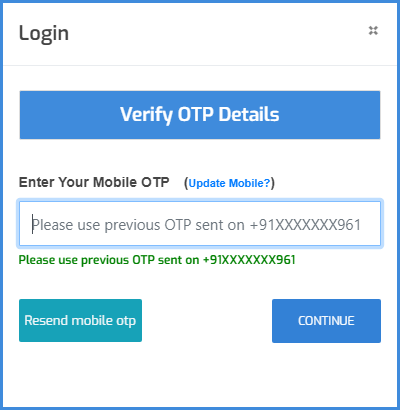 Login
Verify OTP Details
Enter Your Mobile OTP (Update Mobile?)
Please use previous OTP sent on +91XXXXXXX961
Please use previous OTP sent on +91XXXXXXX961
Resend mobile otp CONTINUE